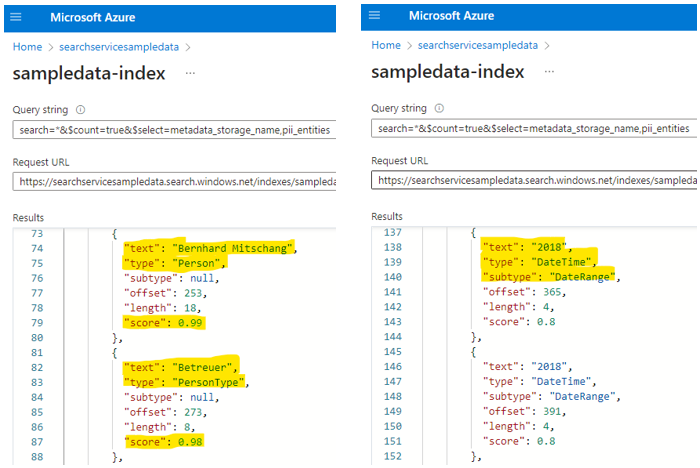 Microsoft Azure
Home > searchservicesampledata >
sampledata-index ...
Query string
search=*&$count=true&$select=metadata_storage_name,pii_entities
Request URL
https://searchservicesampledata.search.windows.net/indexes/sampleda
Results
73 {
74 "text": "Bernhard Mitschang",
75 "type": "Person",
76 "subtype": null,
77 "offset": 253,
78 "length": 18,
79 "score": 0.99
80 },
81 {
82 "text": "Betreuer",
83 "type": "PersonType",
84 "subtype": null,
85 "offset": 273,
86 "length": 8,
87 "score": 0.98
88 },
Microsoft Azure
Home > searchservicesampledata >
sampledata-index ...
Query string
search=*&$count=true&$select=metadata_storage_name,pii_entities
Request URL
https://searchservicesampledata.search.windows.net/indexes/sampleda
Results
137 {
138 "text": "2018",
139 "type": "DateTime",
140 "subtype": "DateRange",
141 "offset": 365,
142 "length": 4,
143 "score": 0.8
144 },
145 {
146 "text": "2018",
147 "type": "DateTime",
148 "subtype": "DateRange",
149 "offset": 391,
150 "length": 4,
151 "score": 0.8
152 },